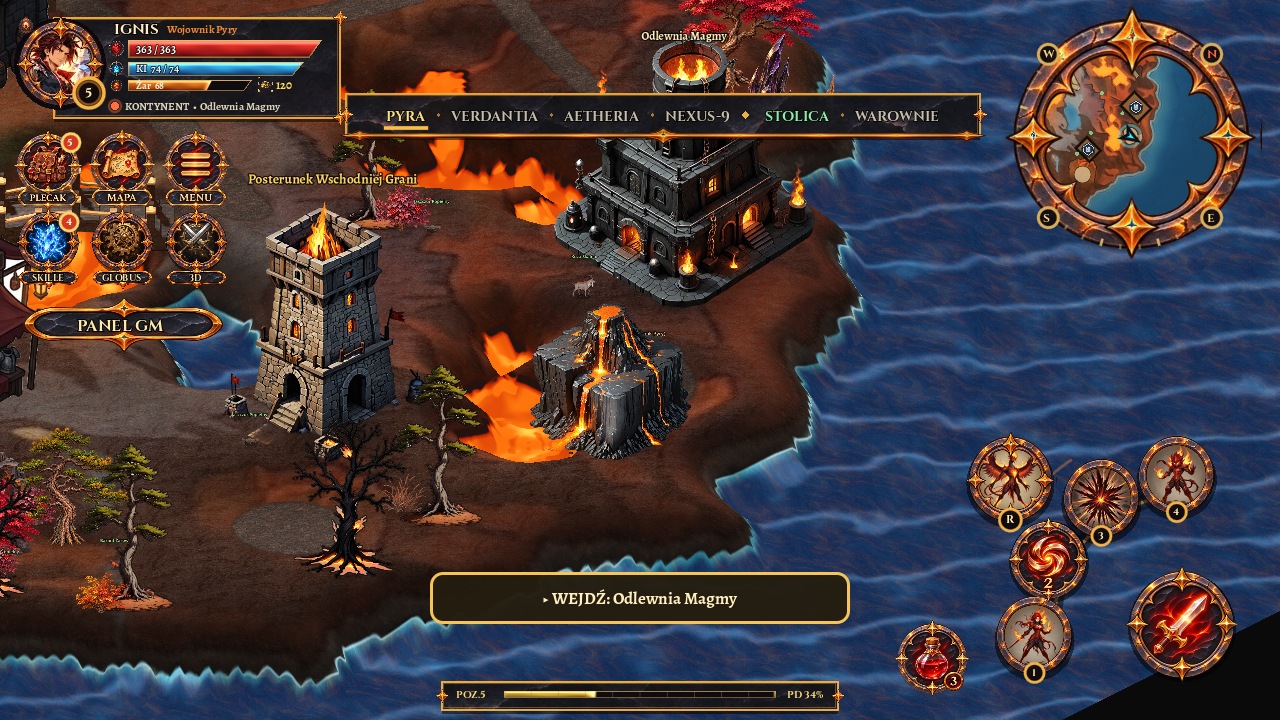 IGNIS Wojownik Pyry
363 / 363
KI 74 / 74
Żar 68
120
5
KONTYNENT • Odlewnia Magmy
Odlewnia Magmy
PYRA • VERDANTIA • AETHERIA • NEXUS-9 ◆ STOLICA • WAROWNIE
W
N
S
E
5
PLECAK
MAPA
MENU
4
SKILLE
GLOBUS
3D
PANEL GM
Posterunek Wschodniej Grani
R
3
4
2
1
3
▸ WEJDŹ: Odlewnia Magmy
POZ.5
PD 34%